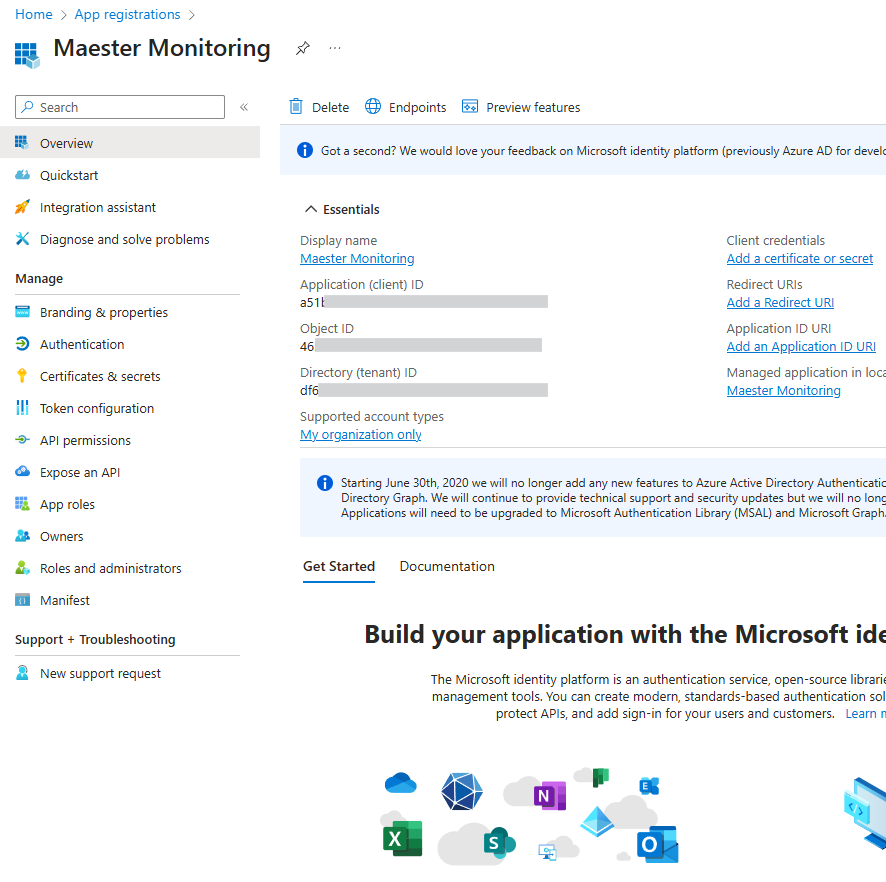 Home > App registrations >
Maester Monitoring ...
Search «
Overview
Quickstart
Integration assistant
Diagnose and solve problems
Manage
Branding & properties
Authentication
Certificates & secrets
Token configuration
API permissions
Expose an API
App roles
Owners
Roles and administrators
Manifest
Support + Troubleshooting
New support request
Delete Endpoints Preview features
Got a second? We would love your feedback on Microsoft identity platform (previously Azure AD for
Essentials
Display name
Maester Monitoring
Application (client) ID
a51
Object ID
46
Directory (tenant) ID
df6
Supported account types
My organization only
Client credentials
Add a certificate or secret
Redirect URIs
Add a Redirect URI
Application ID URI
Add an Application ID URI
Managed application in
Maester Monitoring
Starting June 30th, 2020 we will no longer add any new features to Azure Active Directory
Directory Graph. We will continue to provide technical support and security updates but we will no
Applications will need to be upgraded to Microsoft Authentication Library (MSAL) and Microsoft Graph.
Get Started Documentation
Build your application with the Microsoft
The Microsoft identity platform is an authentication service, open-source
management tools. You can create modern, standards-based authentication
protect APIs, and add sign-in for your users and customers. Learn
N
E
X
S
O